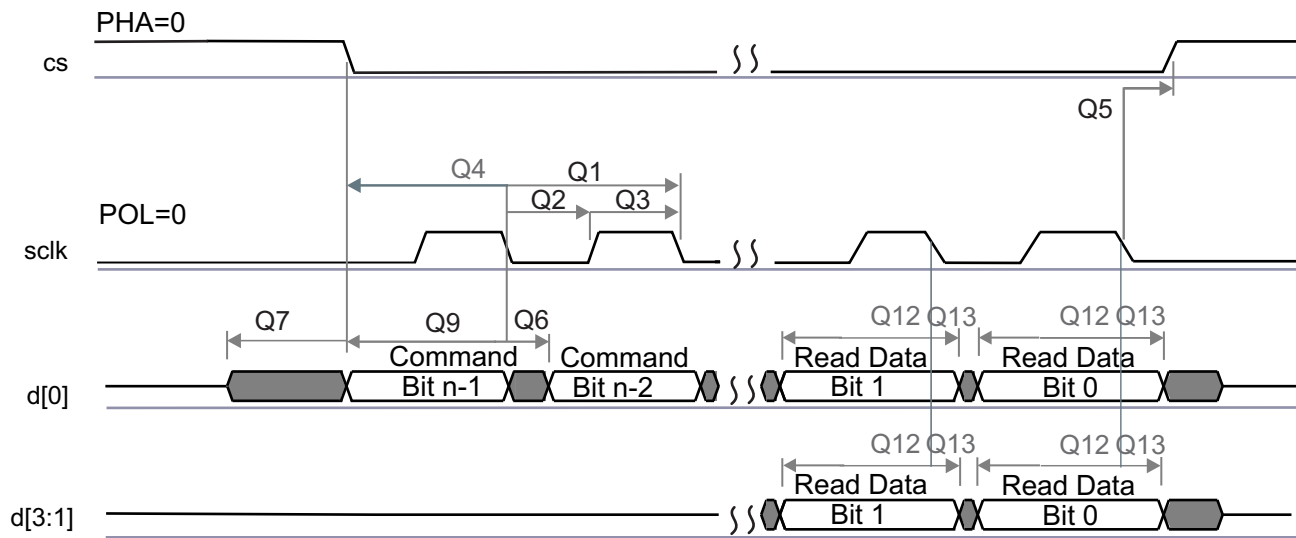 PHA=0
cs
Q5
Q4 Q1
Q2 Q3
POL=0
sclk
Q7 Q9 Q6 Q12 Q13 Q12 Q13
Command Command Read Data Read Data
d[0] Bit n-1 Bit n-2 Bit 1 Bit 0
Q12 Q13 Q12 Q13
Read Data Read Data
d[3:1] Bit 1 Bit 0